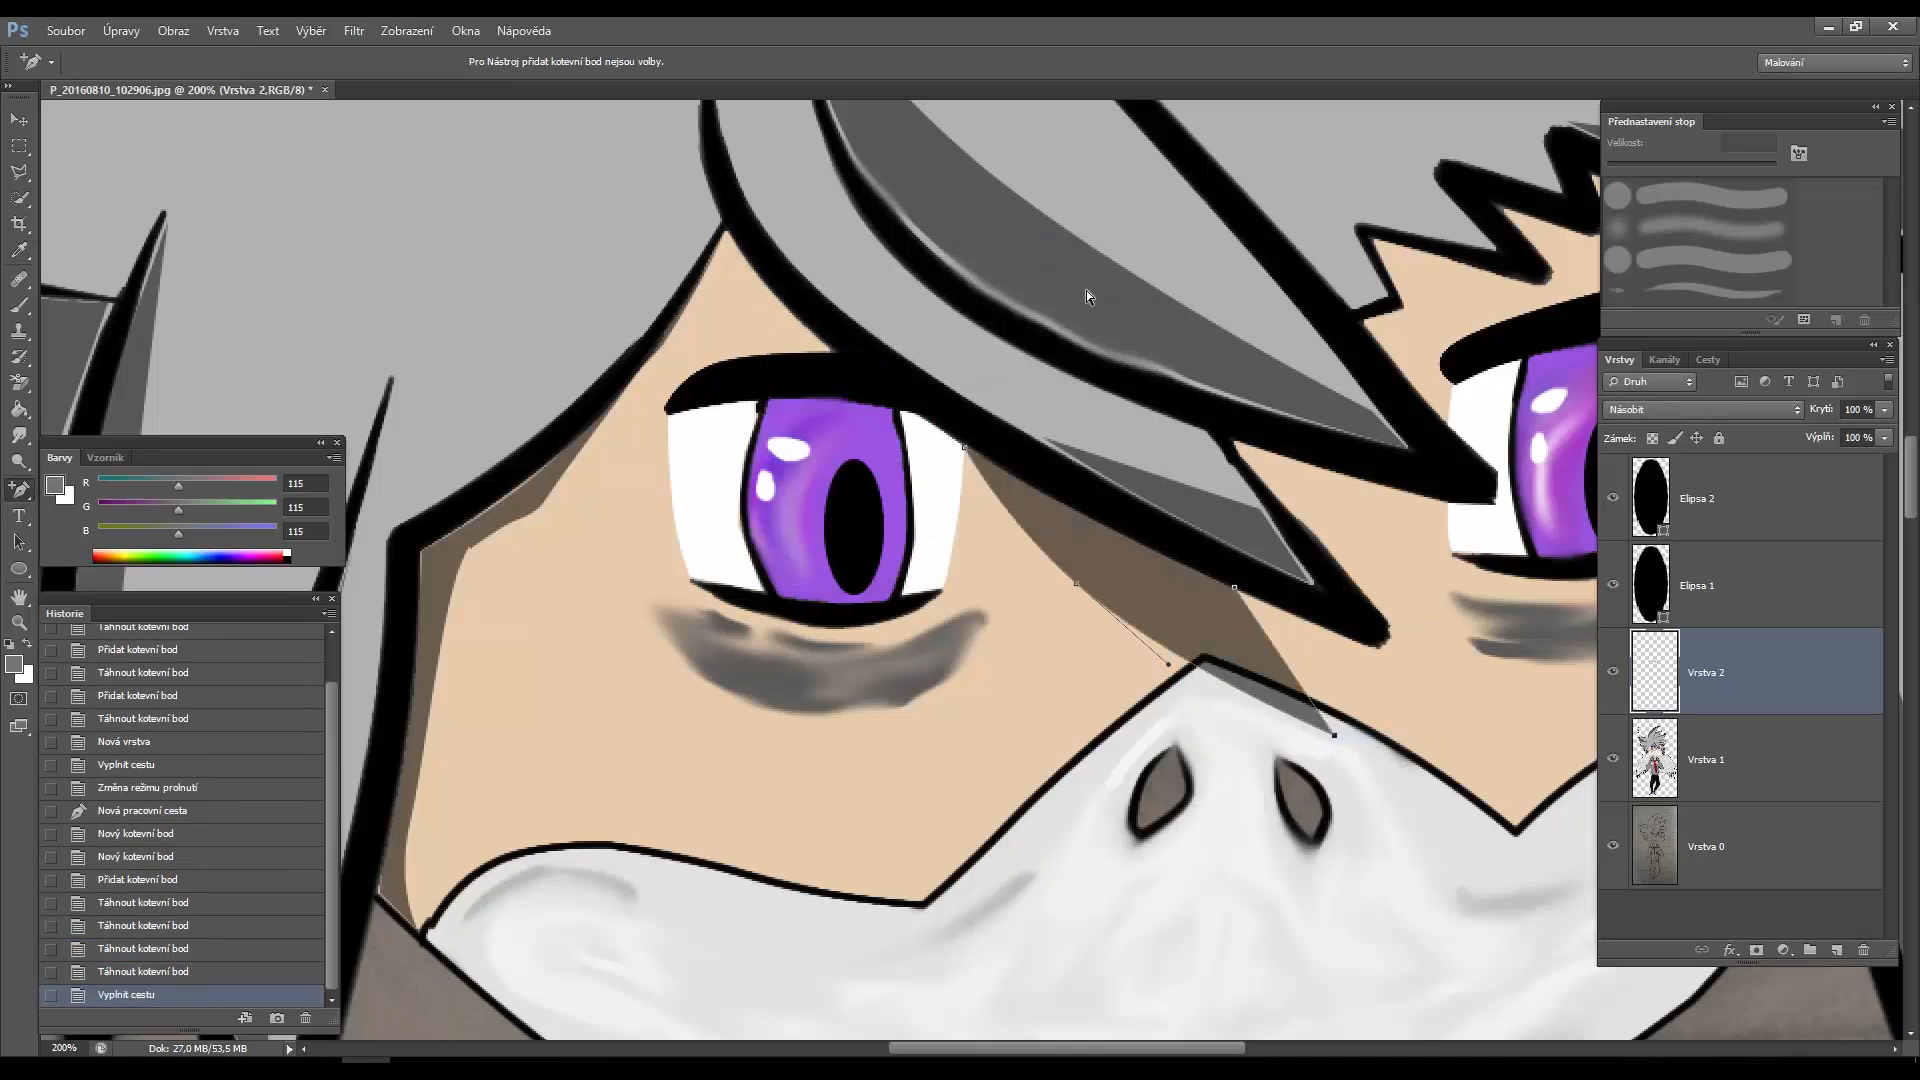 Ps Soubor Úpravy Obraz Vrstva Text Výběr Filtr Zobrazení Okna Nápověda
Pro Nástroj přidat kotevní bod nejsou volby.
Malování
P_20160810_102906.jpg @ 200% (Vrstva 2,RGB/8) *
Přednastavení stop
Velikost:
Vrstvy Kanály Cesty
Druh
Násobit Krytí: 100 %
Zámek: Výplň: 100 %
Elipsa 2
Elipsa 1
Vrstva 2
Vrstva 1
Vrstva 0
Barvy Vzorník
R 115
G 115
B 115
Historie
Táhnout kotevní bod
Přidat kotevní bod
Táhnout kotevní bod
Přidat kotevní bod
Táhnout kotevní bod
Nová vrstva
Vyplnit cestu
Změna režimu prolnutí
Nová pracovní cesta
Nový kotevní bod
Nový kotevní bod
Přidat kotevní bod
Táhnout kotevní bod
Táhnout kotevní bod
Táhnout kotevní bod
Táhnout kotevní bod
Vyplnit cestu
200% Dok: 27,0 MB/53,5 MB